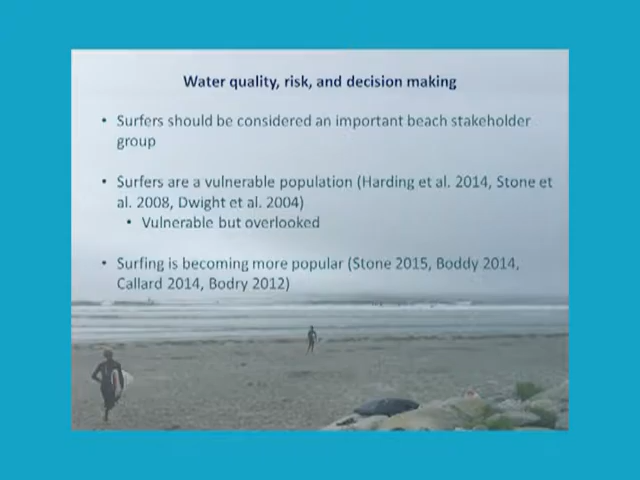 Water quality, risk, and decision making
• Surfers should be considered an important beach stakeholder
group
• Surfers are a vulnerable population (Harding et al. 2014, Stone et
al. 2008, Dwight et al. 2004)
• Vulnerable but overlooked
• Surfing is becoming more popular (Stone 2015, Boddy 2014,
Callard 2014, Bodry 2012)